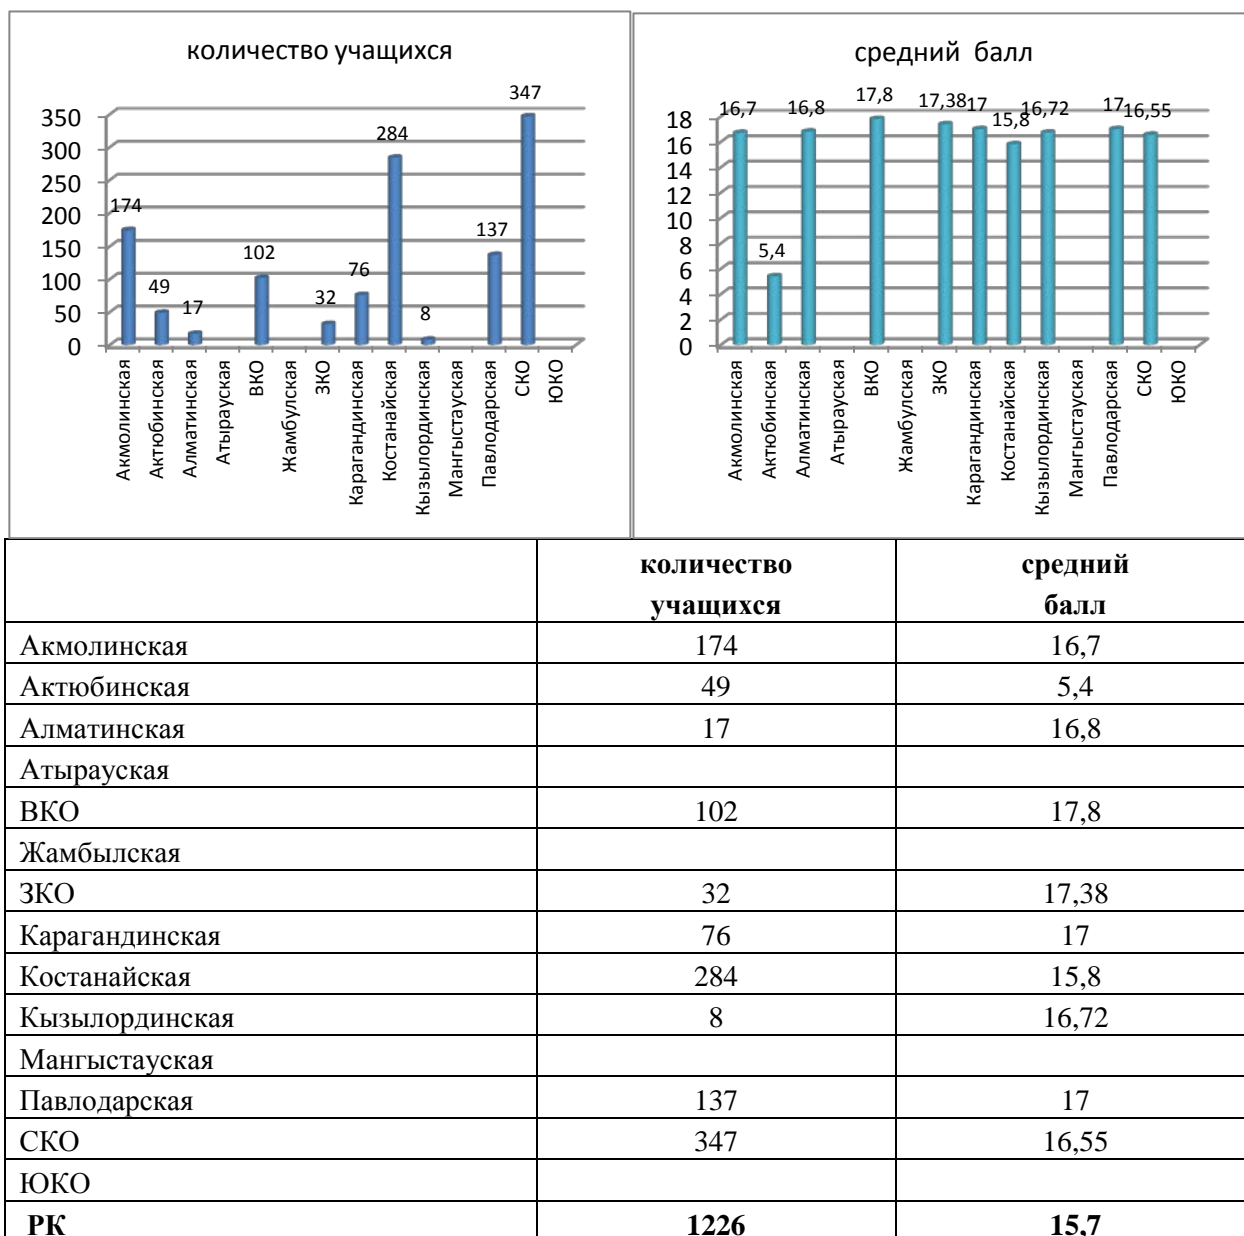 количество учащихся
347
350
300
284
250
200
174
150
137
102
100
76
49
50
32
17
8
0
Акмолинская
Актюбинская
Алматинская
Атырауская
ВКО
Жамбулская
ЗКО
Карагандинская
Костанайская
Кызылординская
Мангыстауская
Павлодарская
СКО
ЮКО
средний балл
18
16
14
12
10
8
6
4
2
0
16,7
5,4
16,8
17,8
17,38
17
15,8
16,72
17
16,55
Акмолинская
Актюбинская
Алматинская
Атырауская
ВКО
Жамбулская
ЗКО
Карагандинская
Костанайская
Кызылординская
Мангыстауская
Павлодарская
СКО
ЮКО
количество средний
учащихся балл
Акмолинская 174 16,7
Актюбинская 49 5,4
Алматинская 17 16,8
Атырауская
ВКО 102 17,8
Жамбылская
ЗКО 32 17,38
Карагандинская 76 17
Костанайская 284 15,8
Кызылординская 8 16,72
Мангыстауская
Павлодарская 137 17
СКО 347 16,55
ЮКО
РК 1226 15,7